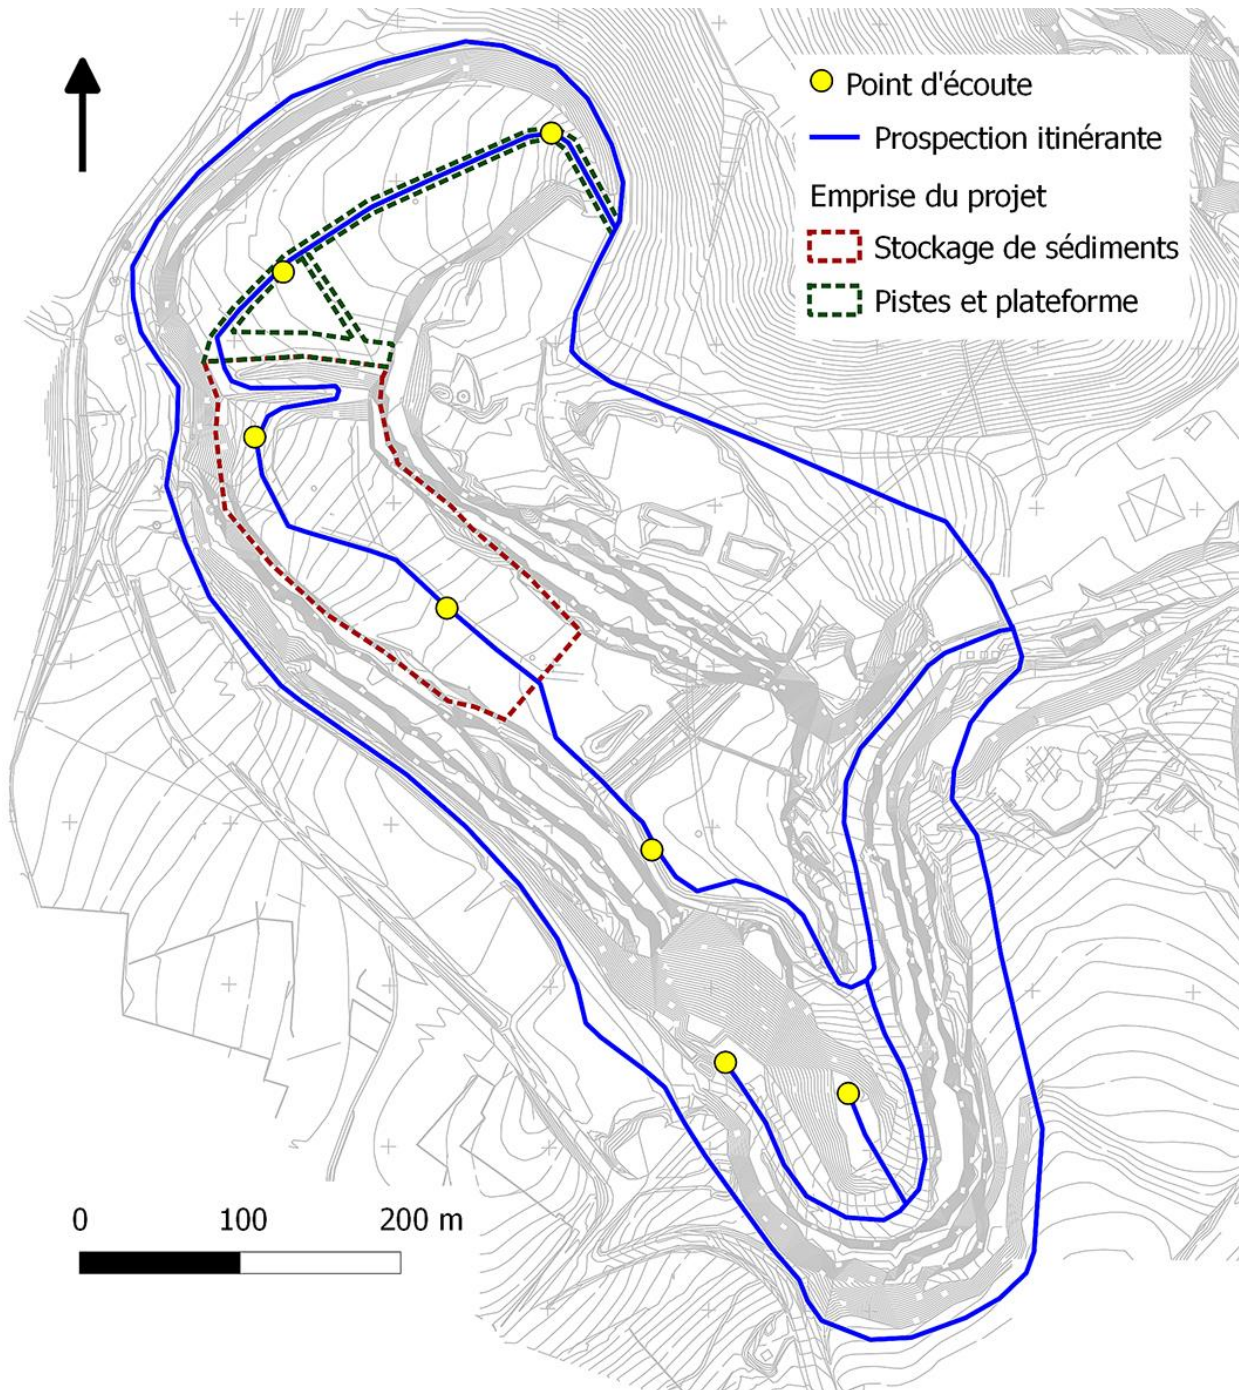 Point d'écoute
Prospection itinérante
Emprise du projet
Stockage de sédiments
Pistes et plateforme
0 100 200 m